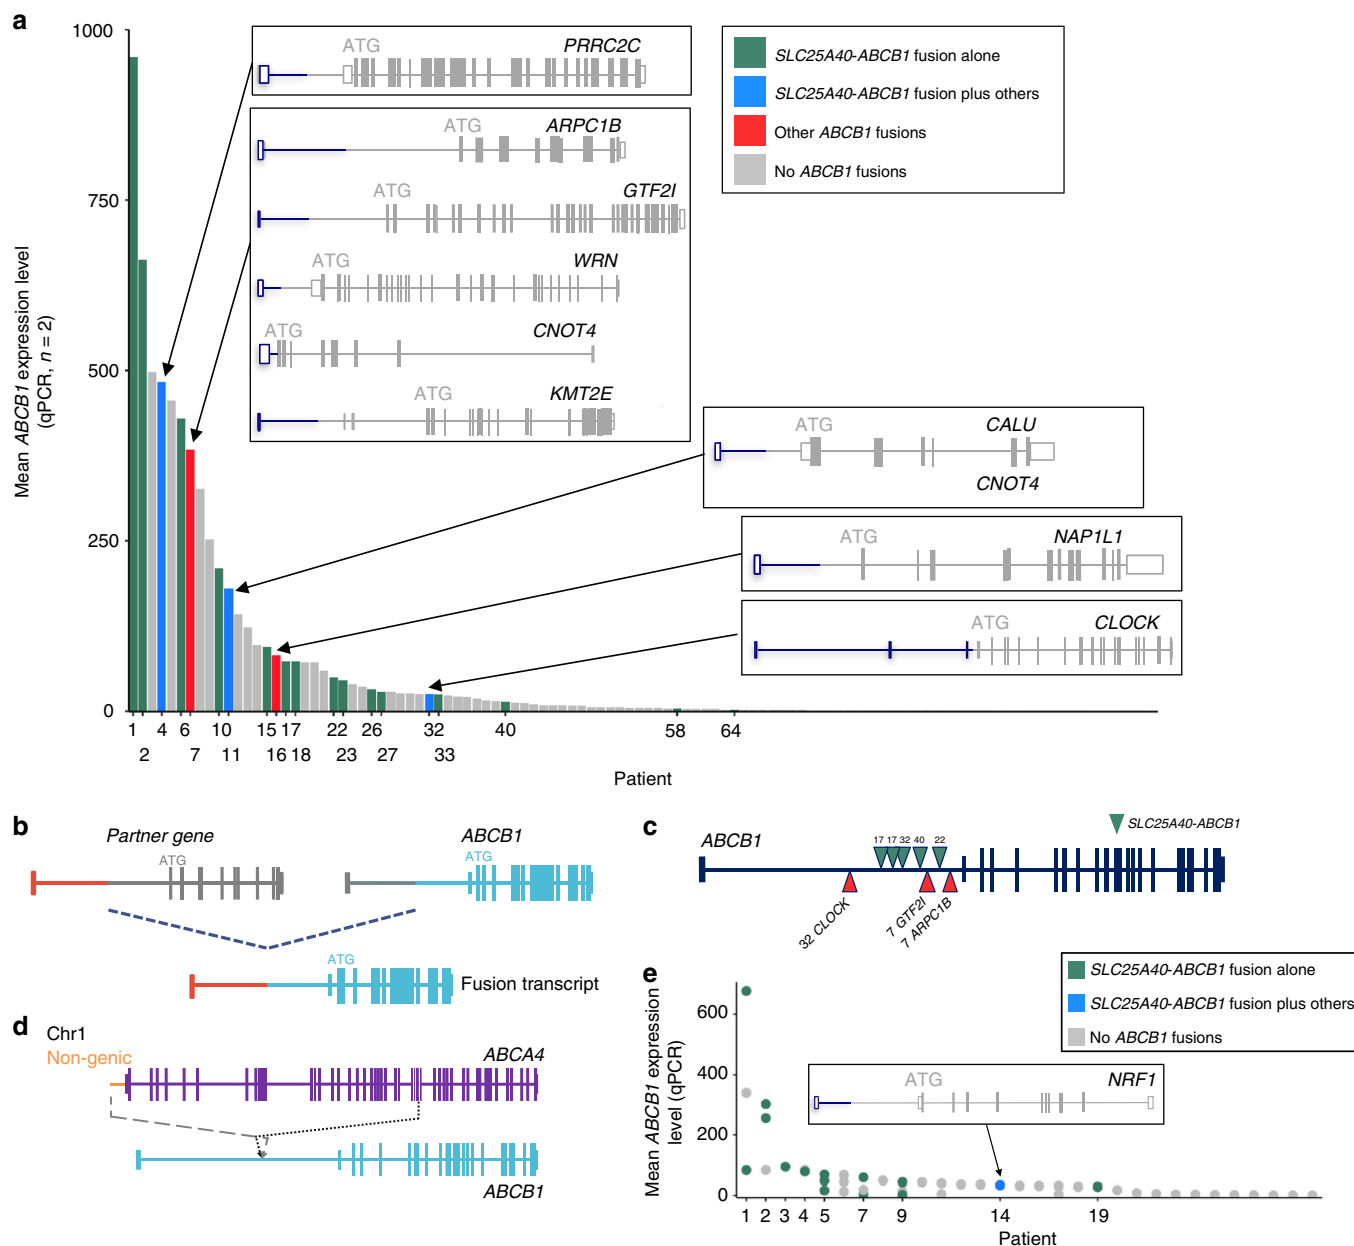 a
1000
750
500
250
0
Mean ABCB1 expression level
(qPCR, n = 2)
ATG
PRRC2C
ATG
ARPC1B
ATG
GTF2I
ATG
WRN
ATG
CNOT4
ATG
KMT2E
SLC25A40-ABCB1 fusion alone
SLC25A40-ABCB1 fusion plus others
Other ABCB1 fusions
No ABCB1 fusions
ATG
CALU
CNOT4
ATG
NAP1L1
ATG
CLOCK
1 4 6 10 15 17 22 26 32 40 58 64
2 7 11 16 18 23 27 33
Patient
b
Partner gene
ATG
ABCB1
ATG
ATG
Fusion transcript
c
ABCB1
17 17 32 40 22
SLC25A40-ABCB1
32 CLOCK
7 GTF2I
7 ARPC1B
d
Chr1
Non-genic
ABCA4
ABCB1
e
SLC25A40-ABCB1 fusion alone
SLC25A40-ABCB1 fusion plus others
No ABCB1 fusions
Mean ABCB1 expression
level (qPCR)
600
400
200
0
ATG
NRF1
1 2 3 4 5 7 9 14 19
Patient